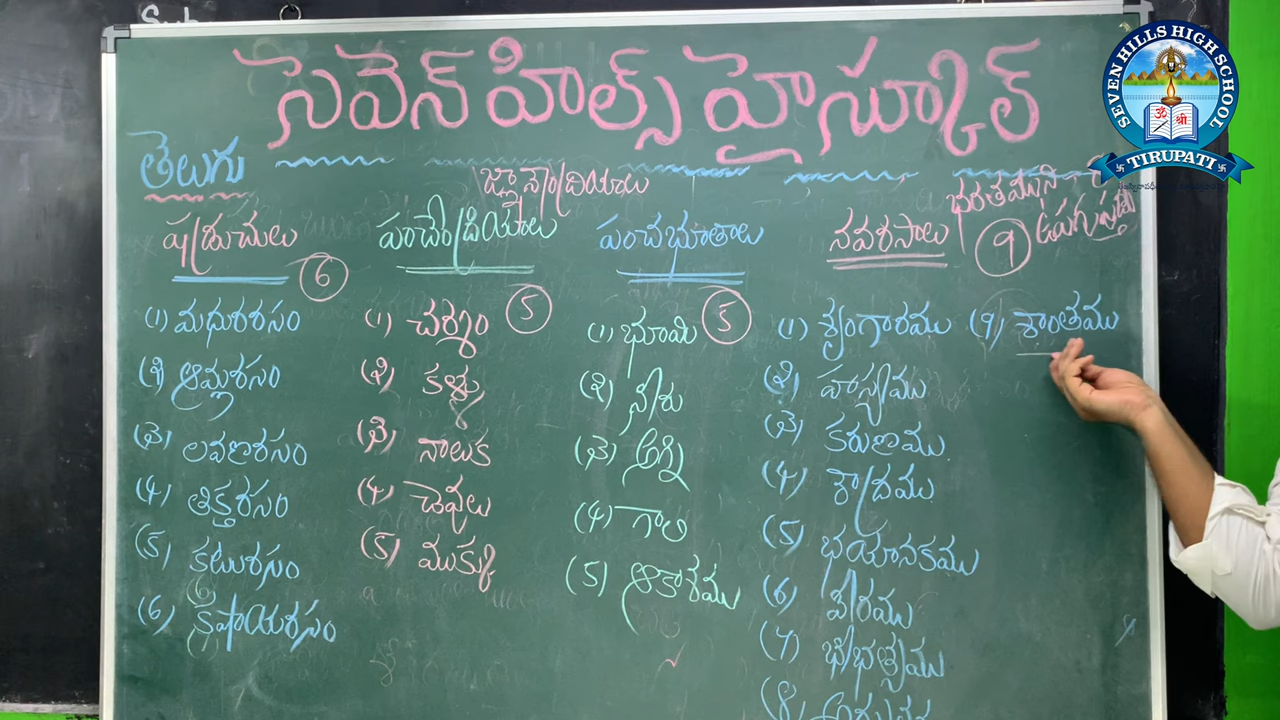 Sub
సెవెన్ హిల్స్ హైస్కూల్
SEVEN HILLS HIGH SCHOOL
TIRUPATI
తెలుగు
షడ్రుచులు
6
(1) మధురరసం
(2) ఆమ్లరసం
(3) లవణరసం
(4) తిక్తరసం
(5) కటురసం
(6) కషాయరసం
జ్ఞానేంద్రియాలు
పంచేంద్రియాలు
5
(1) చర్మం
(2) కళ్ళు
(3) నాలుక
(4) చెవులు
(5) ముక్కు
పంచభూతాలు
5
(1) భూమి
(2) నీరు
(3) అగ్ని
(4) గాలి
(5) ఆకాశము
భరతముని
నవరసాలు
9
ఉపగుప్తుడు
(1) శృంగారము
(2) హాస్యము
(3) కరుణము
(4) రౌద్రము
(5) భయానకము
(6) వీరము
(7) భీభత్సము
(8)
(9) శాంతము